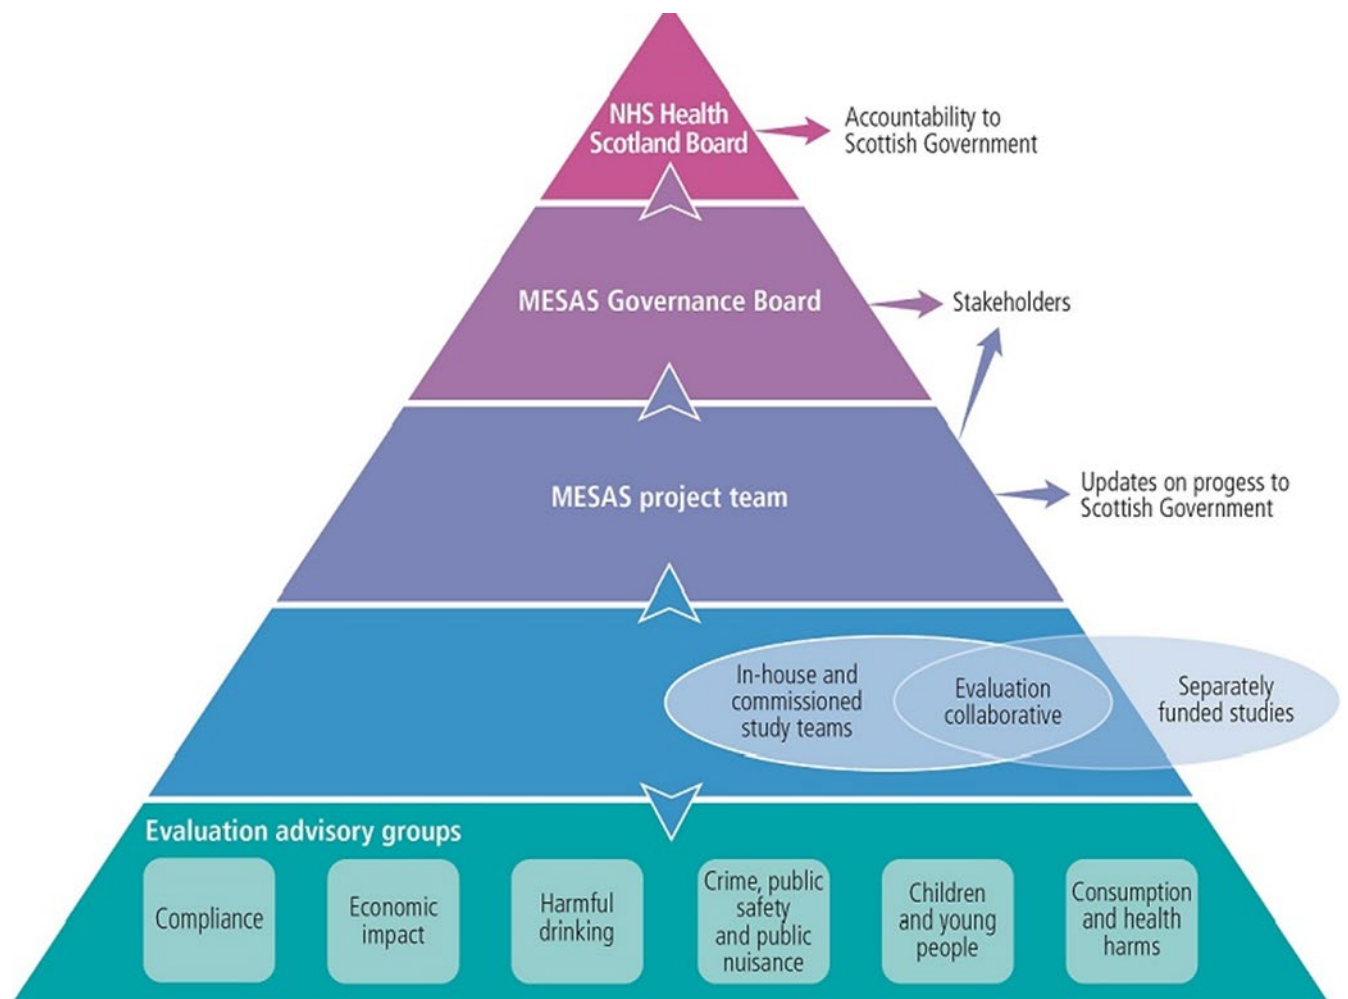 NHS Health
Scotland Board
Accountability to
Scottish Government
MESAS Governance Board
Stakeholders
MESAS project team
Updates on progess to
Scottish Government
In-house and
commissioned
study teams
Evaluation
collaborative
Separately
funded studies
Evaluation advisory groups
Compliance
Economic
impact
Harmful
drinking
Crime, public
safety
and public
nuisance
Children
and young
people
Consumption
and health
harms